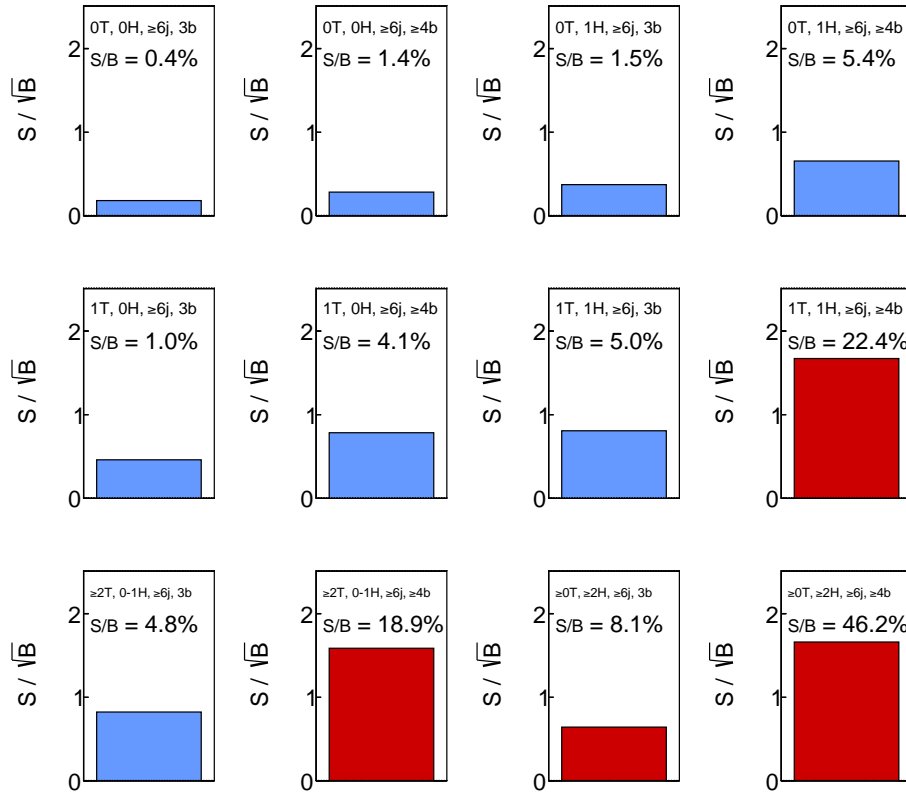 0T, 0H, ≥6j, 3b
S/B = 0.4%
S / √B
2
1
0
0T, 0H, ≥6j, ≥4b
S/B = 1.4%
S / √B
2
1
0
0T, 1H, ≥6j, 3b
S/B = 1.5%
S / √B
2
1
0
0T, 1H, ≥6j, ≥4b
S/B = 5.4%
S / √B
2
1
0
1T, 0H, ≥6j, 3b
S/B = 1.0%
S / √B
2
1
0
1T, 0H, ≥6j, ≥4b
S/B = 4.1%
S / √B
2
1
0
1T, 1H, ≥6j, 3b
S/B = 5.0%
S / √B
2
1
0
1T, 1H, ≥6j, ≥4b
S/B = 22.4%
S / √B
2
1
0
≥2T, 0-1H, ≥6j, 3b
S/B = 4.8%
S / √B
2
1
0
≥2T, 0-1H, ≥6j, ≥4b
S/B = 18.9%
S / √B
2
1
0
≥0T, ≥2H, ≥6j, 3b
S/B = 8.1%
S / √B
2
1
0
≥0T, ≥2H, ≥6j, ≥4b
S/B = 46.2%
S / √B
2
1
0